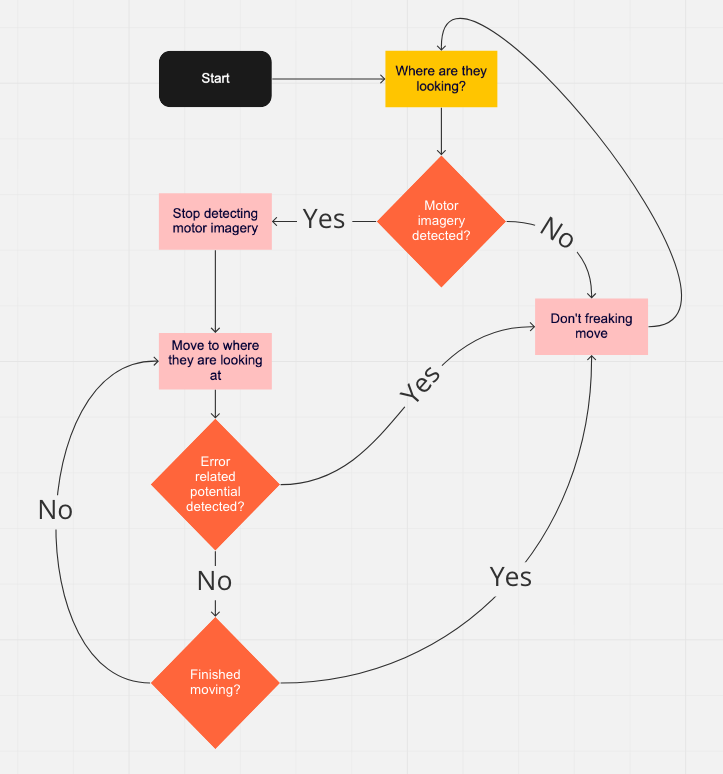 Start
Where are they
looking?
Motor
imagery
detected?
Yes
No
Stop detecting
motor imagery
Don't freaking
move
Move to where
they are looking
at
Yes
Error
related
potential
detected?
No
No
Yes
Finished
moving?